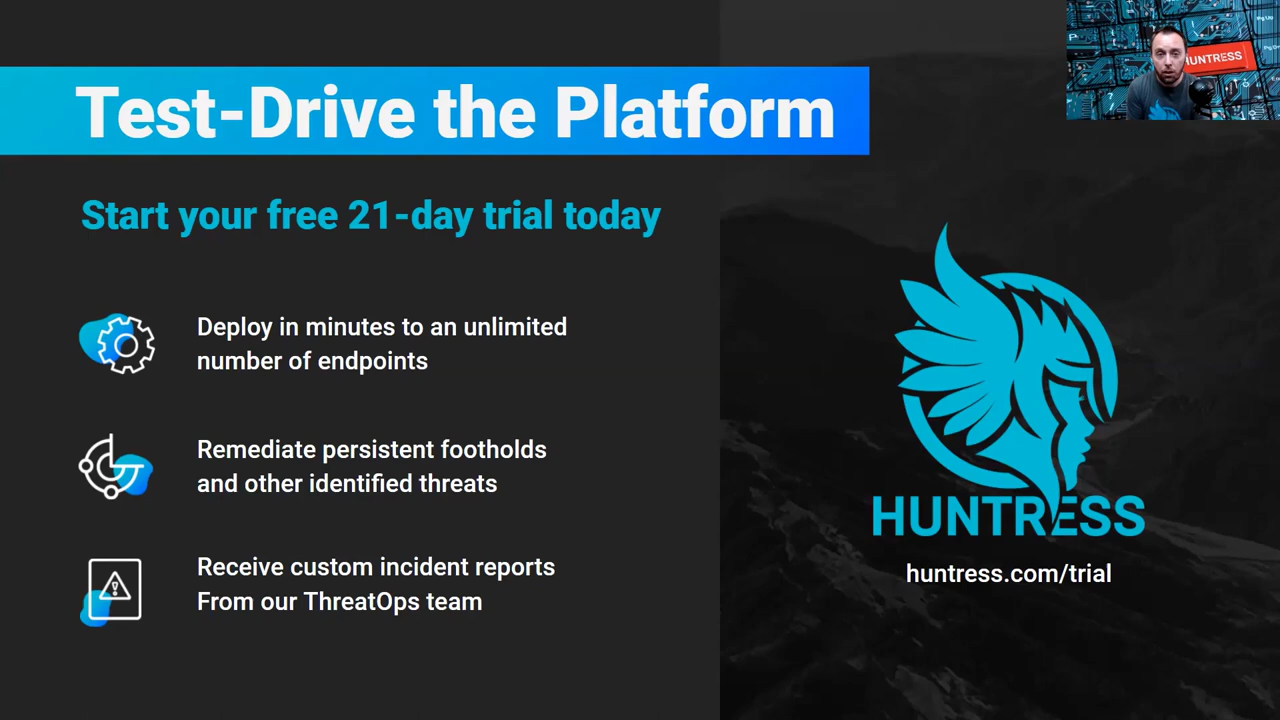 Test-Drive the Platform
Start your free 21-day trial today
Deploy in minutes to an unlimited
number of endpoints
Remediate persistent footholds
and other identified threats
Receive custom incident reports
From our ThreatOps team
HUNTRESS
HUNTRESS
huntress.com/trial